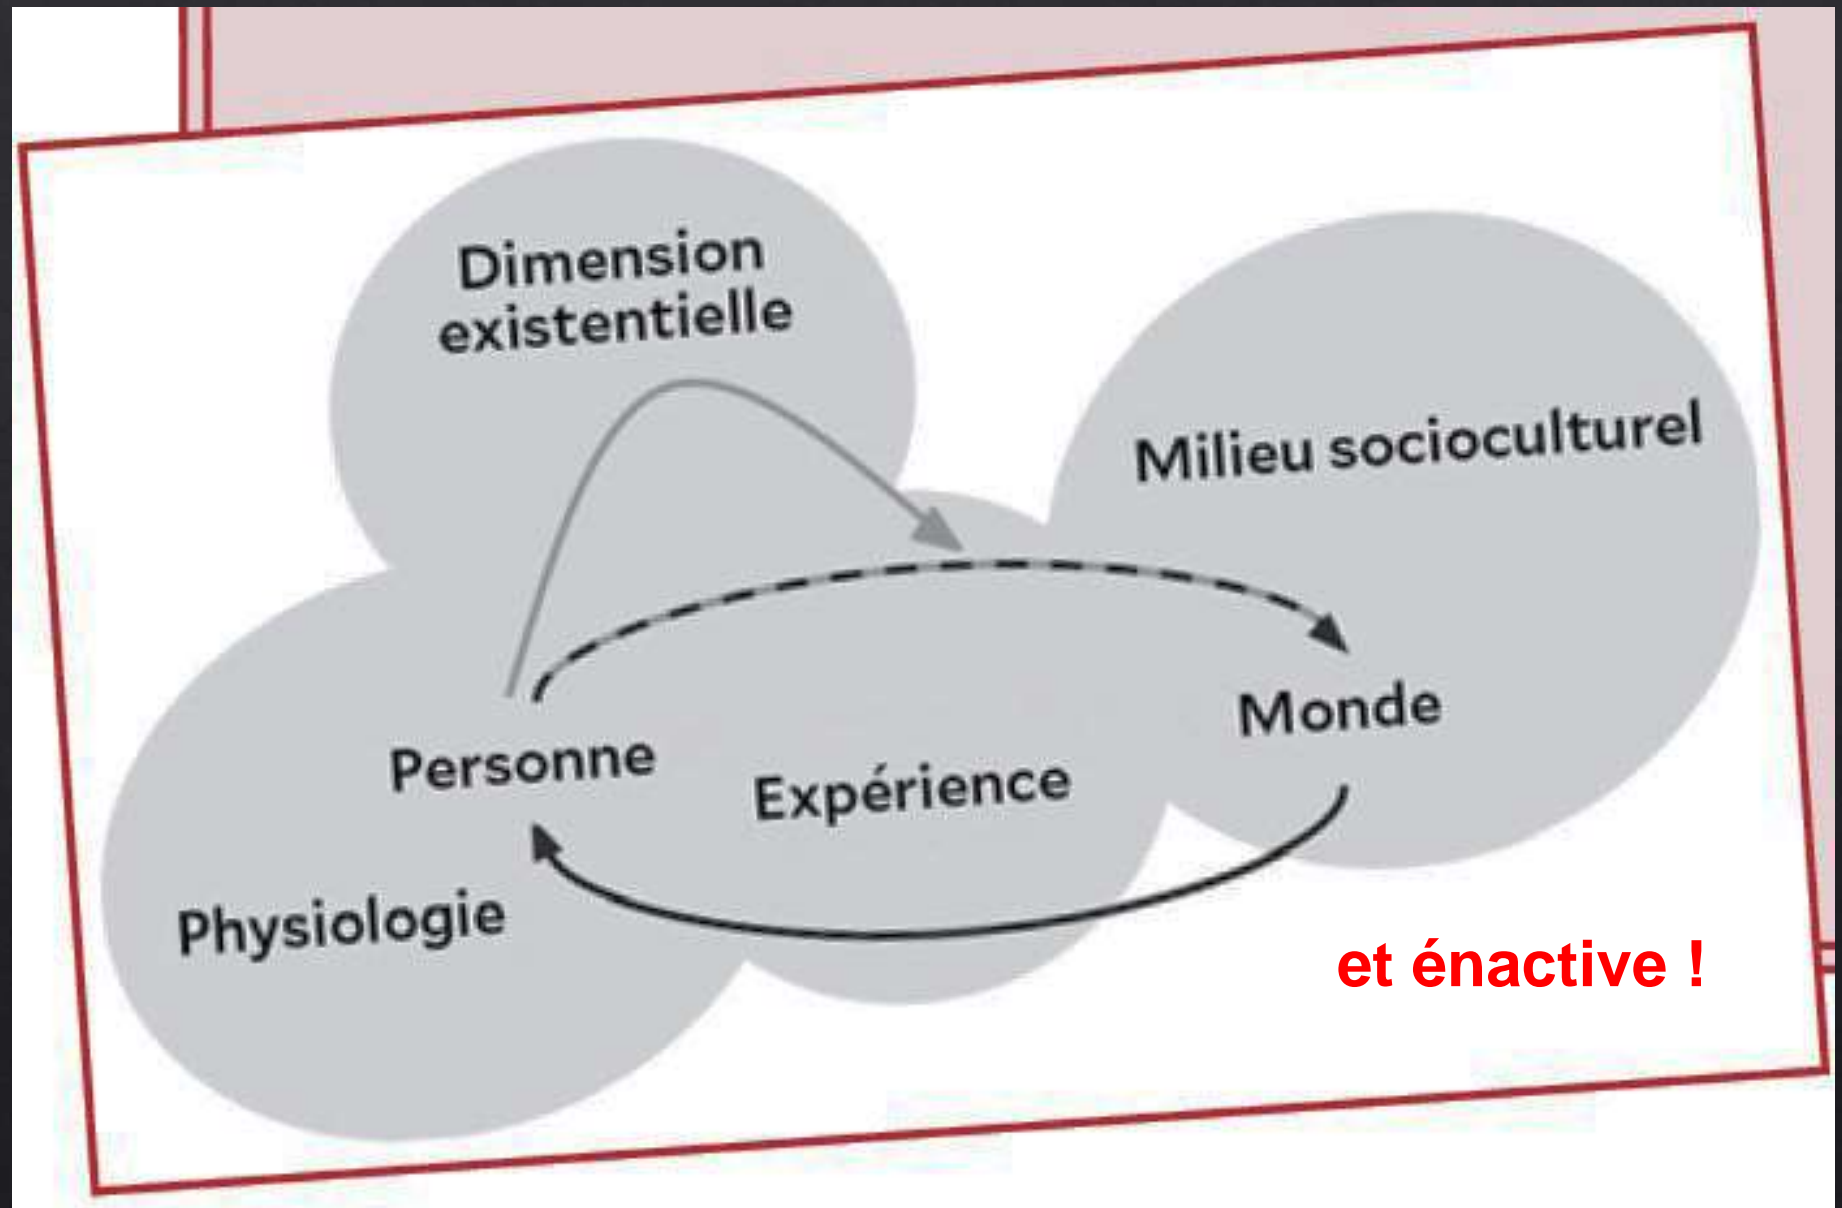 Dimension
existentielle
Milieu socioculturel
Monde
Personne
Expérience
Physiologie
et énactive !